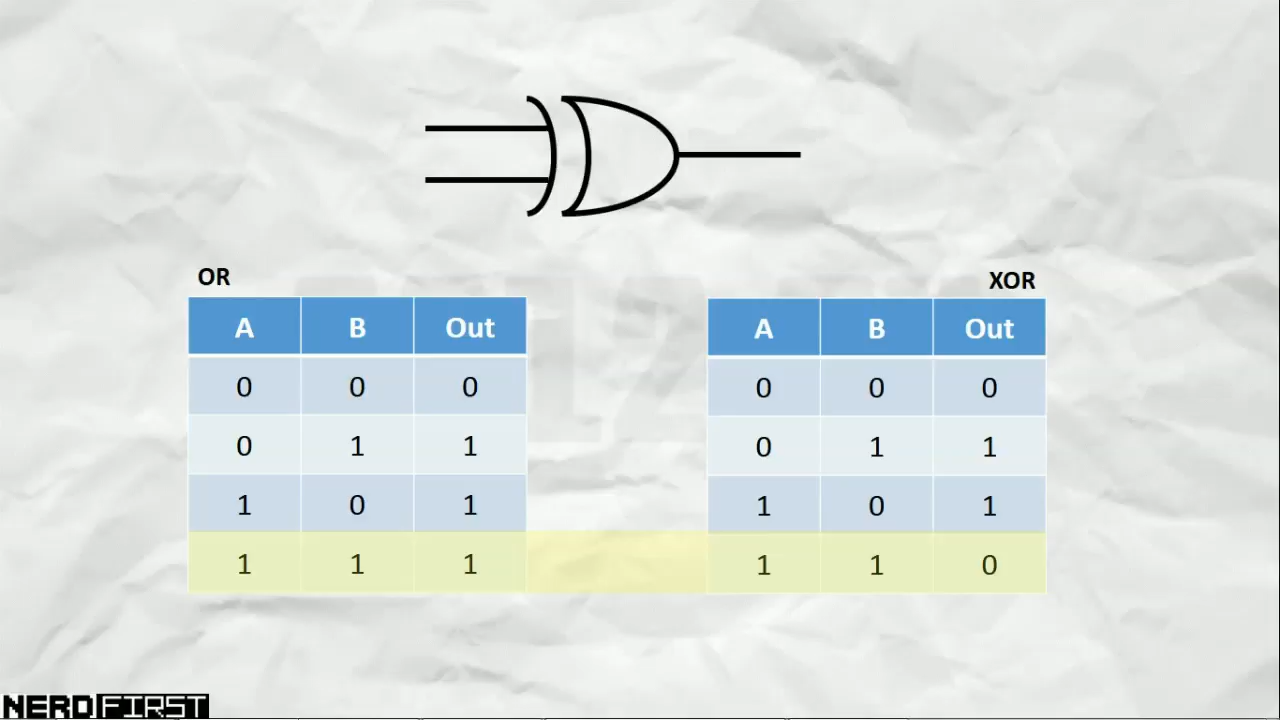 OR
XOR
A B Out
0 0 0
0 1 1
1 0 1
1 1 1
A B Out
0 0 0
0 1 1
1 0 1
1 1 0
NERDFIRST